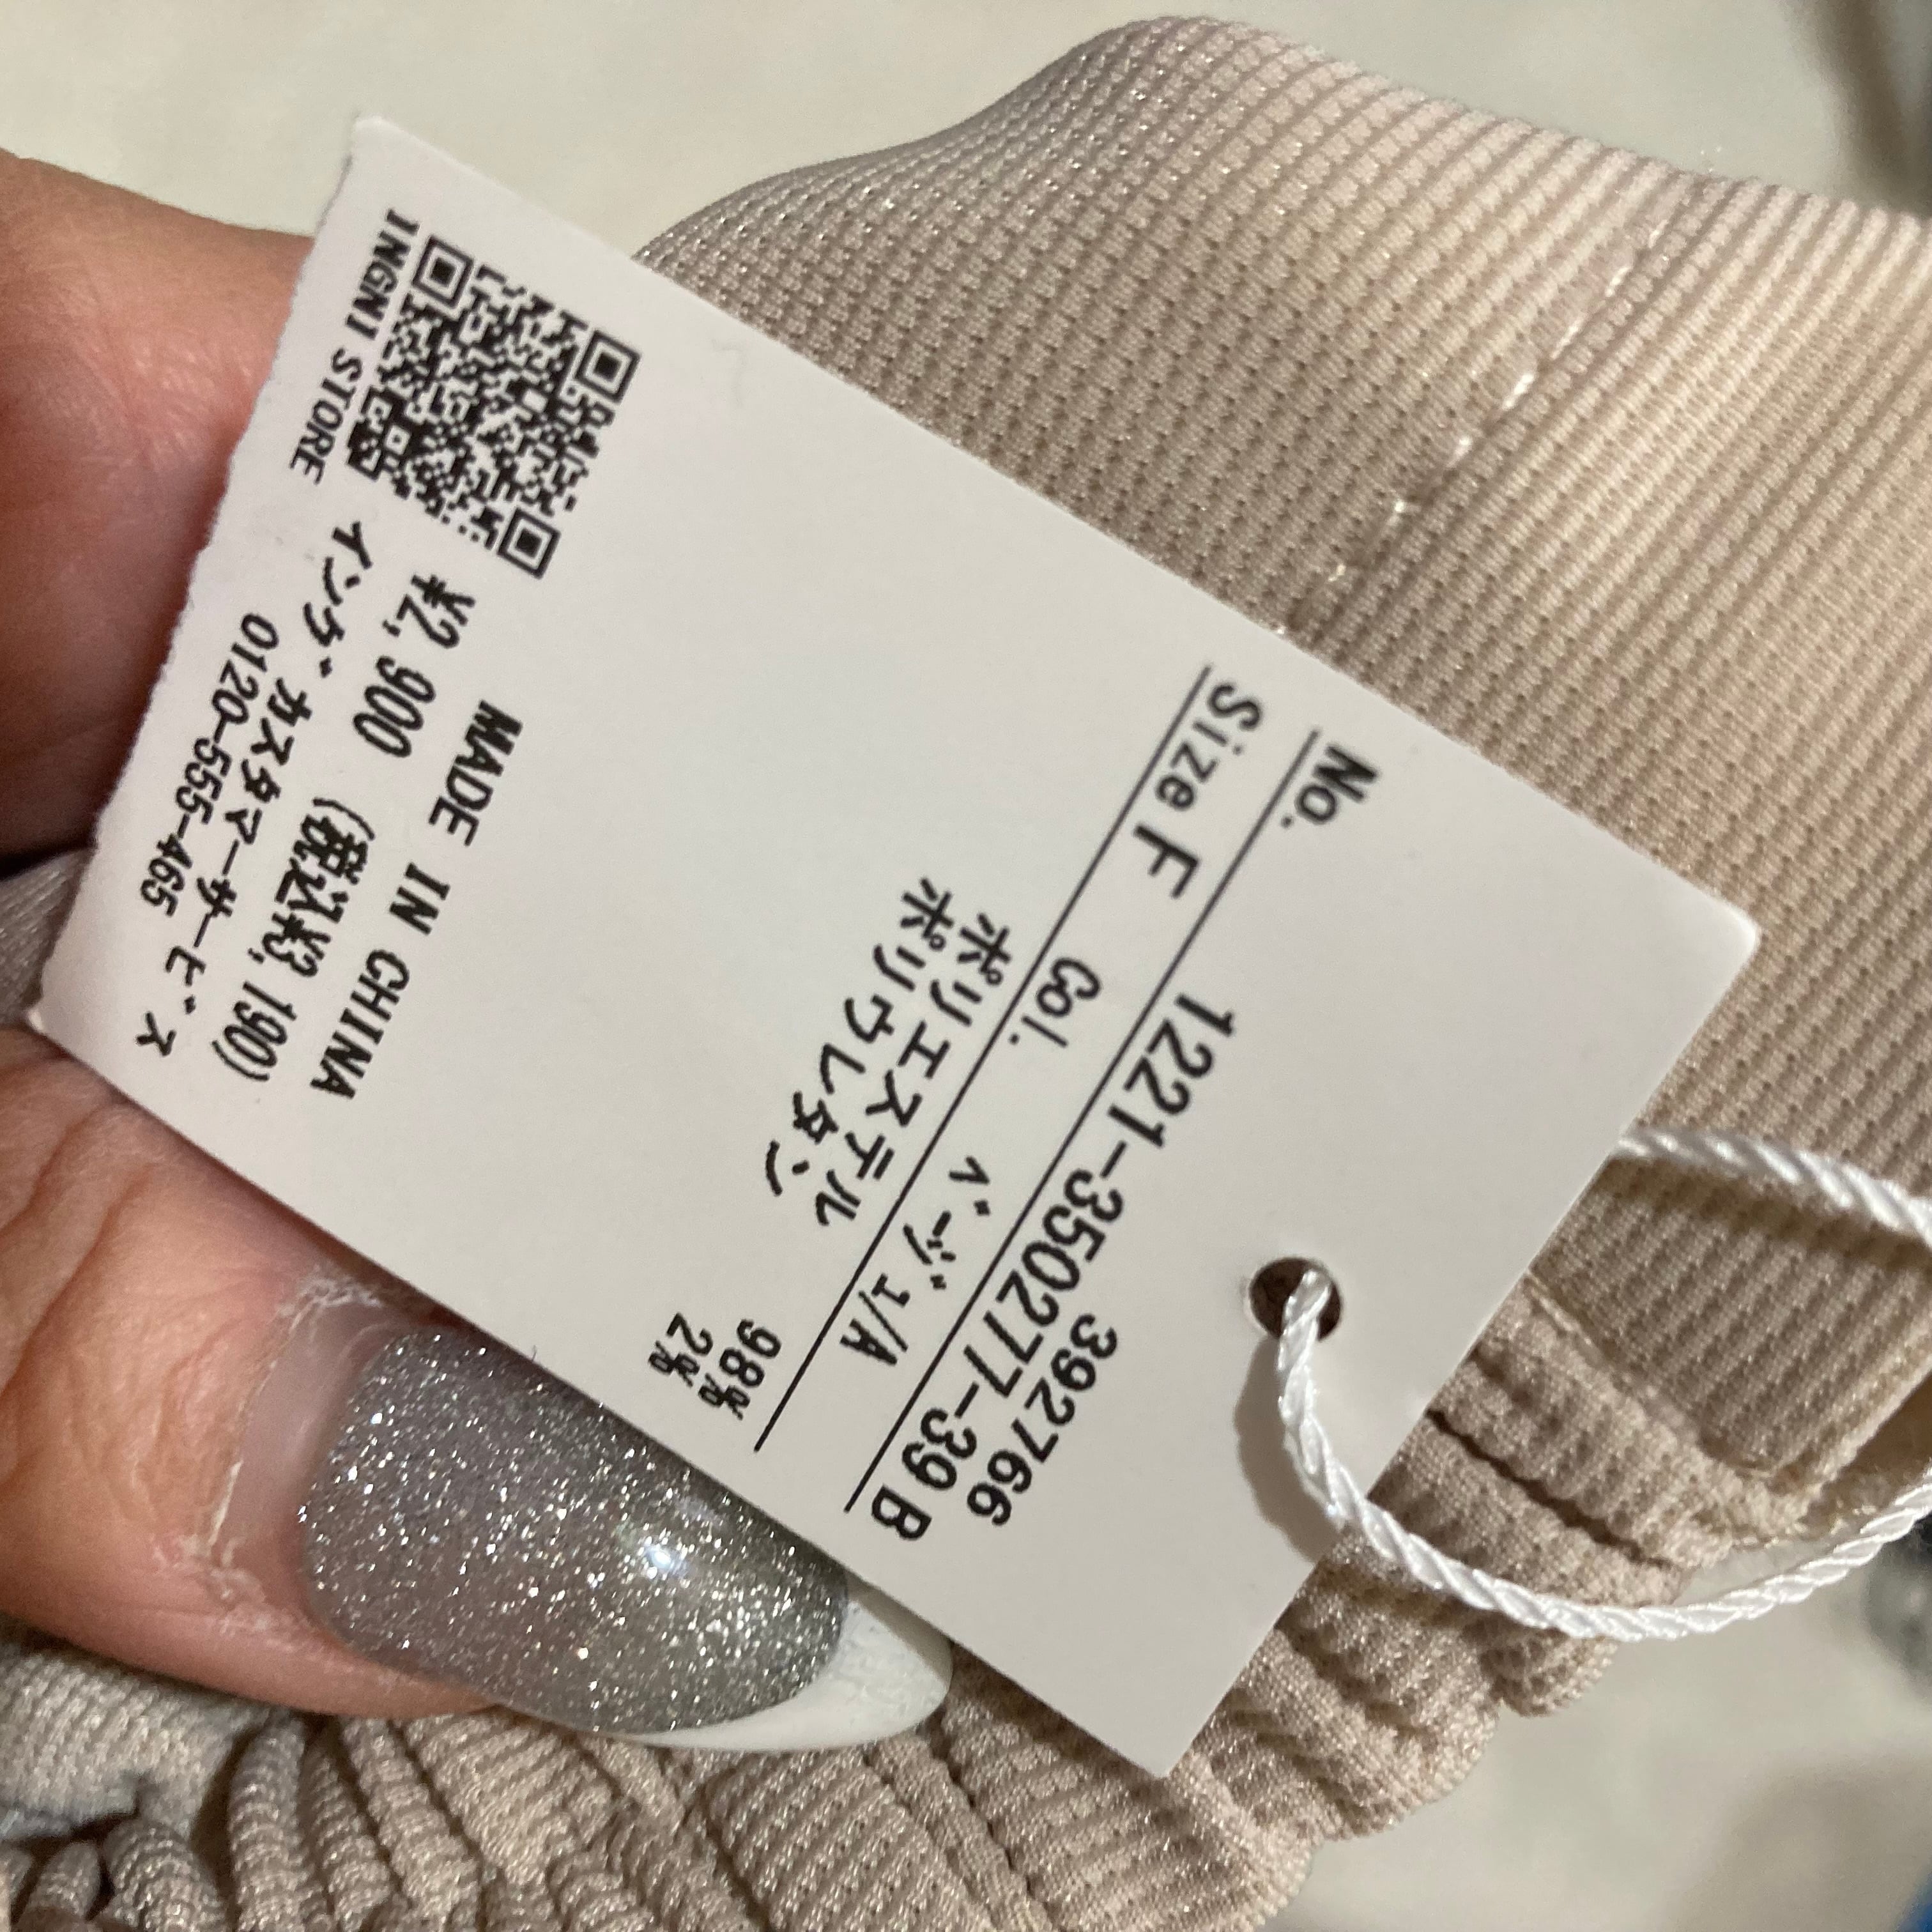 392766
No. 1221-350277-39 B
Size F Col. ベージュ/A
ポリエステル 98%
ポリウレタン 2%
MADE IN CHINA
¥2,900 (税込¥3,190)
イング カスタマーサービス
0120-555-465
INGNI STORE